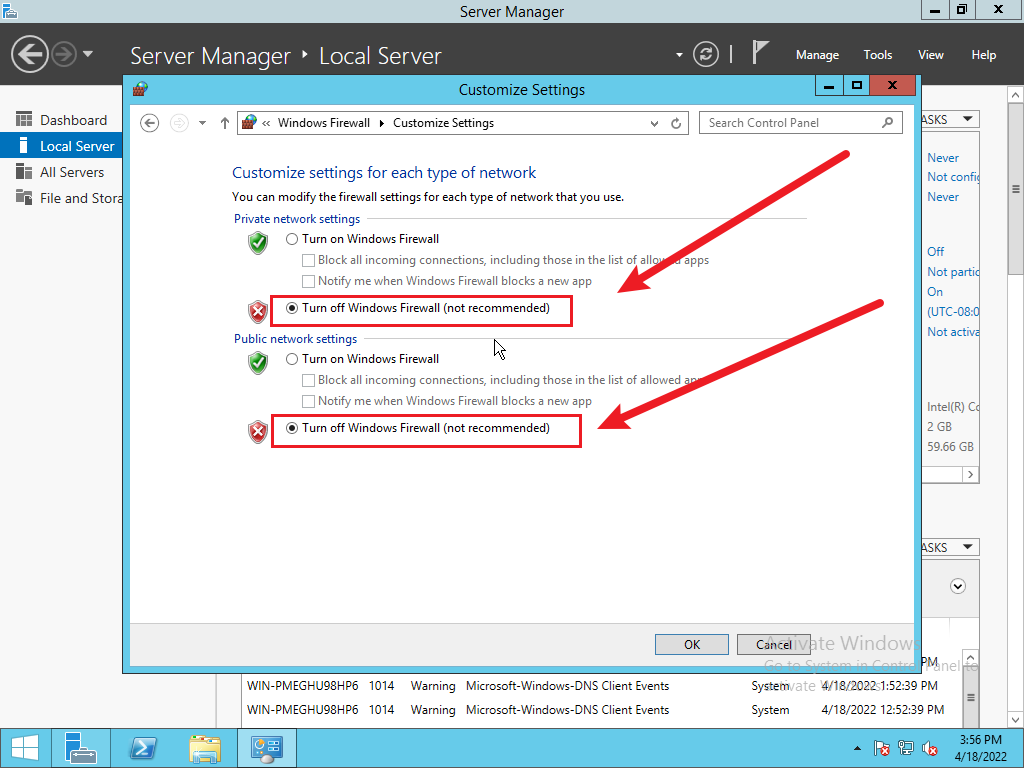 Server Manager
Server Manager Local Server
Manage Tools View Help
Customize Settings
Dashboard
Local Server
All Servers
File and Stora
« Windows Firewall Customize Settings
Search Control Panel
ASKS
Customize settings for each type of network
You can modify the firewall settings for each type of network that you use.
Private network settings
Turn on Windows Firewall
Block all incoming connections, including those in the list of allowed apps
Notify me when Windows Firewall blocks a new app
Turn off Windows Firewall (not recommended)
Public network settings
Turn on Windows Firewall
Block all incoming connections, including those in the list of allowed apps
Notify me when Windows Firewall blocks a new app
Turn off Windows Firewall (not recommended)
Never
Not config
Never
Off
Not partic
On
(UTC-08:0
Not activa
Intel(R) Co
2 GB
59.66 GB
ASKS
OK Cancel
Activate Windows
Go to System in Control Panel to
activate Windows.
PM
WIN-PMEGHU98HP6 1014 Warning Microsoft-Windows-DNS Client Events System 4/18/2022 1:52:39 PM
WIN-PMEGHU98HP6 1014 Warning Microsoft-Windows-DNS Client Events System 4/18/2022 12:52:39 PM
3:56 PM
4/18/2022